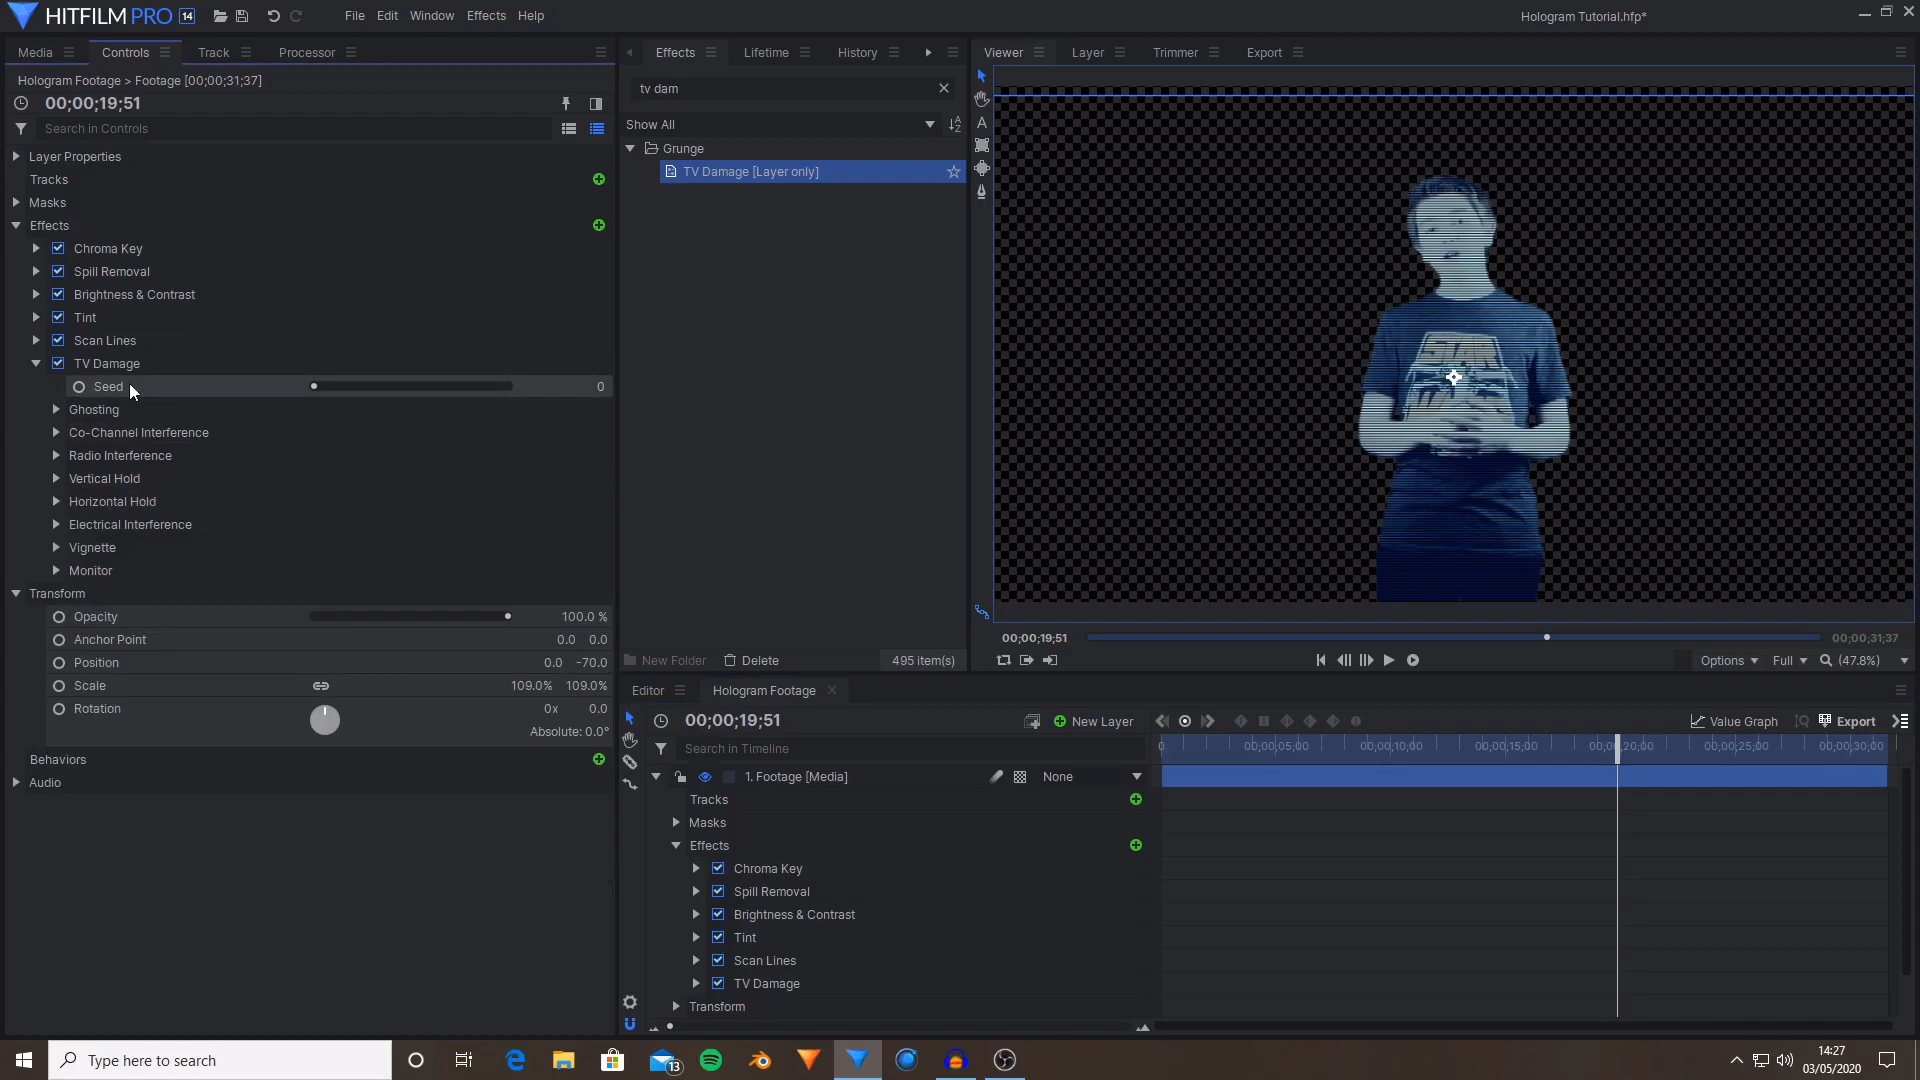 HITFILM PRO 14
File Edit Window Effects Help
Hologram Tutorial.hfp*
Media Controls Track Processor
Effects Lifetime History
Viewer Layer Trimmer Export
Hologram Footage > Footage [00;00;31;37]
00;00;19;51
Search in Controls
Layer Properties
Tracks
Masks
Effects
Chroma Key
Spill Removal
Brightness & Contrast
Tint
Scan Lines
TV Damage
Seed 0
Ghosting
Co-Channel Interference
Radio Interference
Vertical Hold
Horizontal Hold
Electrical Interference
Vignette
Monitor
Transform
Opacity 100.0 %
Anchor Point 0.0 0.0
Position 0.0 -70.0
Scale 109.0% 109.0%
Rotation 0x 0.0
Absolute: 0.0°
Behaviors
Audio
tv dam
Show All
Grunge
TV Damage [Layer only]
New Folder Delete 495 item(s)
00;00;19;51 00;00;31;37
Options Full (47.8%)
Editor Hologram Footage
00;00;19;51 New Layer Value Graph Export
Search in Timeline
0 00;00;05;00 00;00;10;00 00;00;15;00 00;00;20;00 00;00;25;00 00;00;30;00
1. Footage [Media] None
Tracks
Masks
Effects
Chroma Key
Spill Removal
Brightness & Contrast
Tint
Scan Lines
TV Damage
Transform
Type here to search
13
14:27
03/05/2020